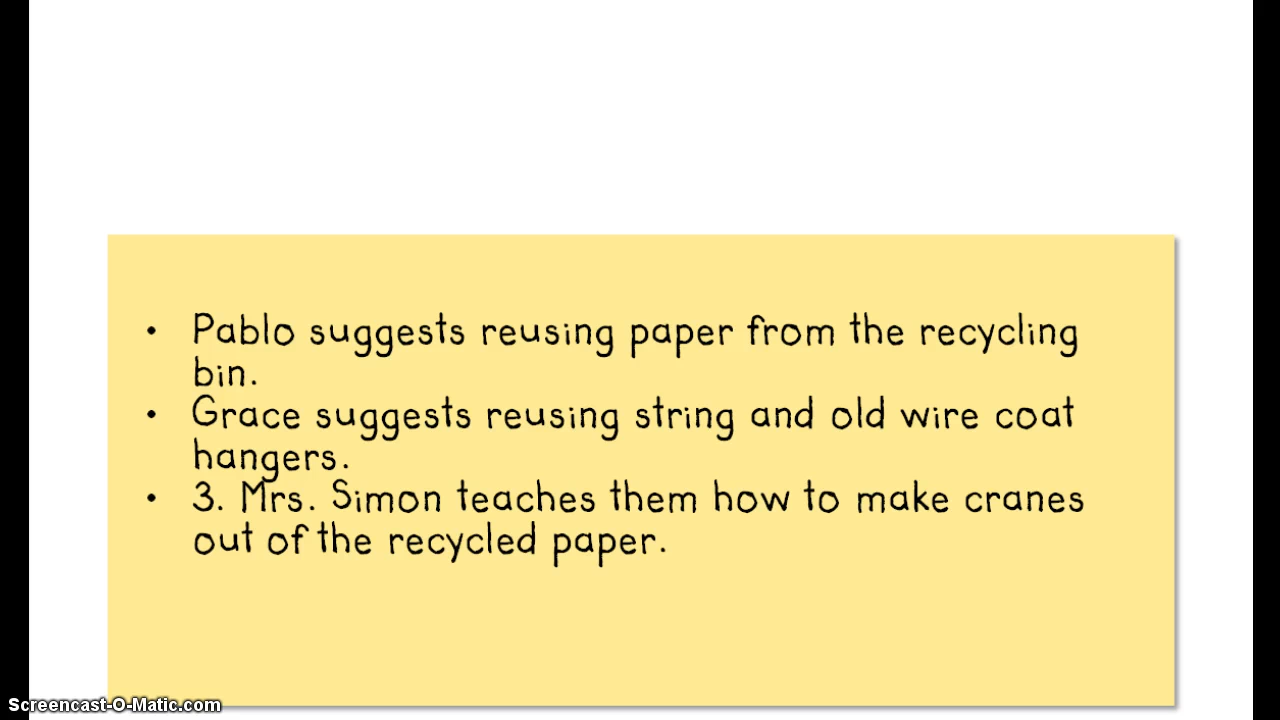 • Pablo suggests reusing paper from the recycling
bin.
• Grace suggests reusing string and old wire coat
hangers.
• 3. Mrs. Simon teaches them how to make cranes
out of the recycled paper.
Screencast-O-Matic.com